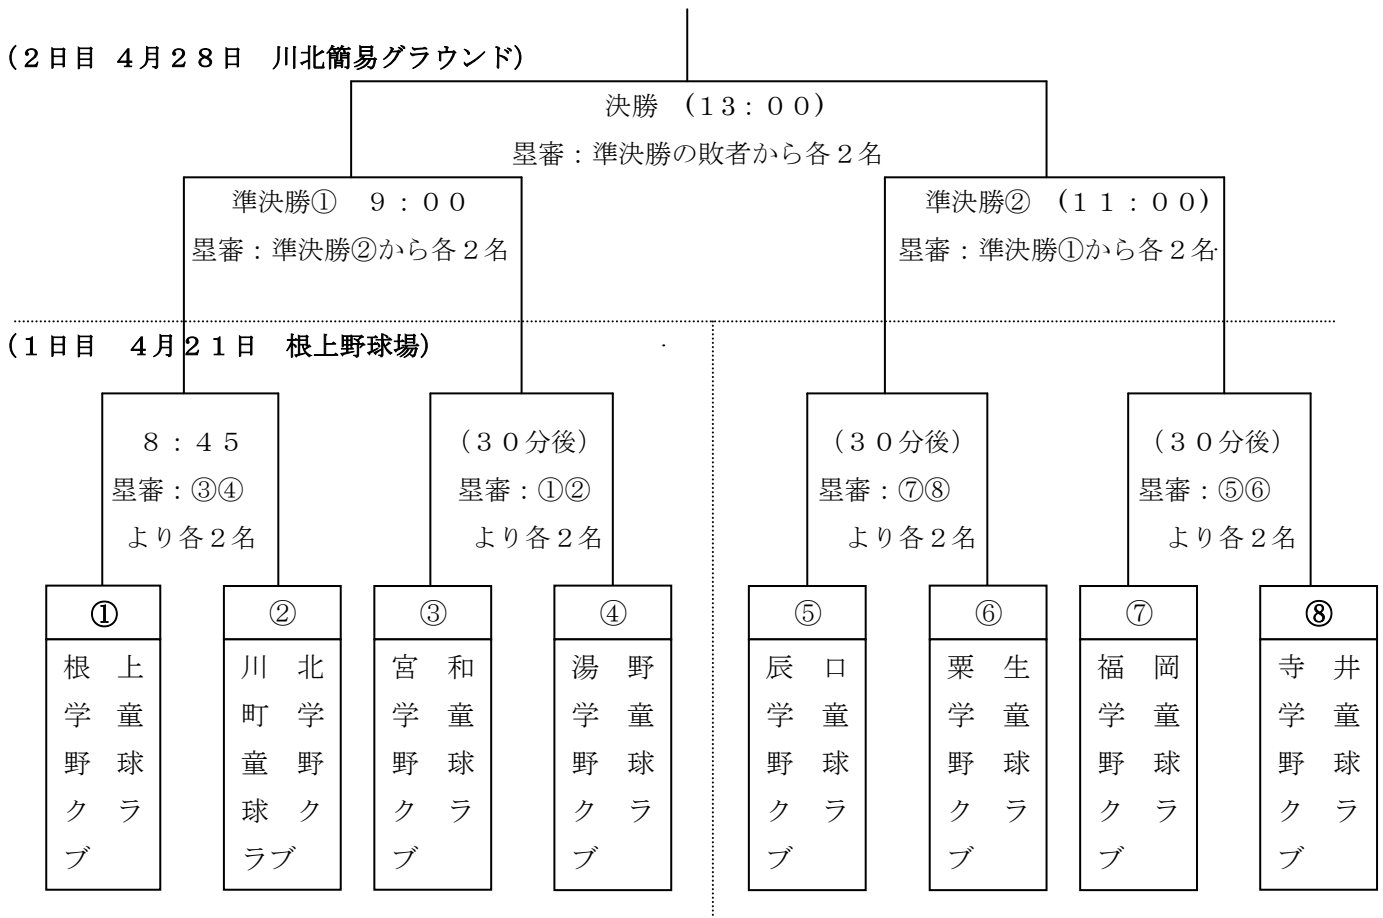 (２日目 ４月２８日　川北簡易グラウンド)
決勝　(１３：００)
塁審：準決勝の敗者から各２名
準決勝①　９：００
塁審：準決勝②から各２名
準決勝②　(１１：００)
塁審：準決勝①から各２名
(１日目　４月２１日　根上野球場)
８：４５
塁審：③④
より各２名
(３０分後)
塁審：①②
より各２名
(３０分後)
塁審：⑦⑧
より各２名
(３０分後)
塁審：⑤⑥
より各２名
①
根上
学童
野球
クラ
ブ
②
川北
町学
童野
球ク
ラブ
③
宮和
学童
野球
クラ
ブ
④
湯野
学童
野球
クラ
ブ
⑤
辰口
学童
野球
クラ
ブ
⑥
粟生
学童
野球
クラ
ブ
⑦
福岡
学童
野球
クラ
ブ
⑧
寺井
学童
野球
クラ
ブ